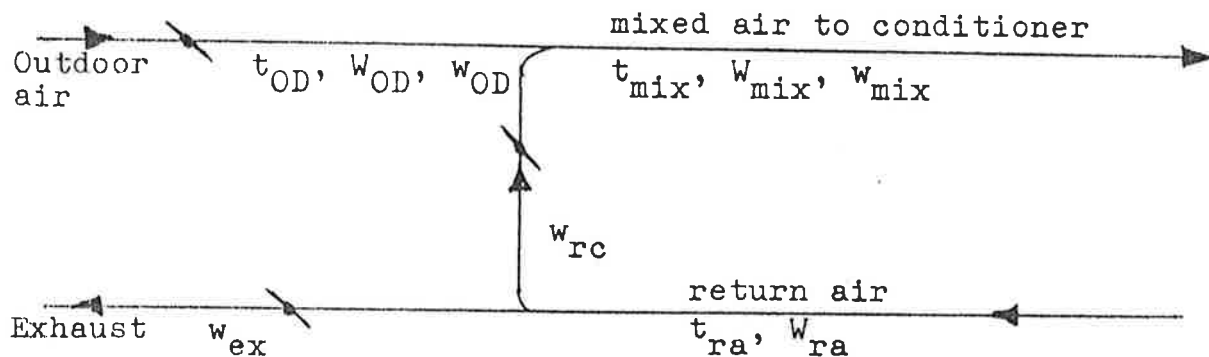 mixed air to conditioner
Outdoor
air
t_OD, W_OD, w_OD
t_mix, W_mix, w_mix
w_rc
return air
t_ra, W_ra
Exhaust
w_ex